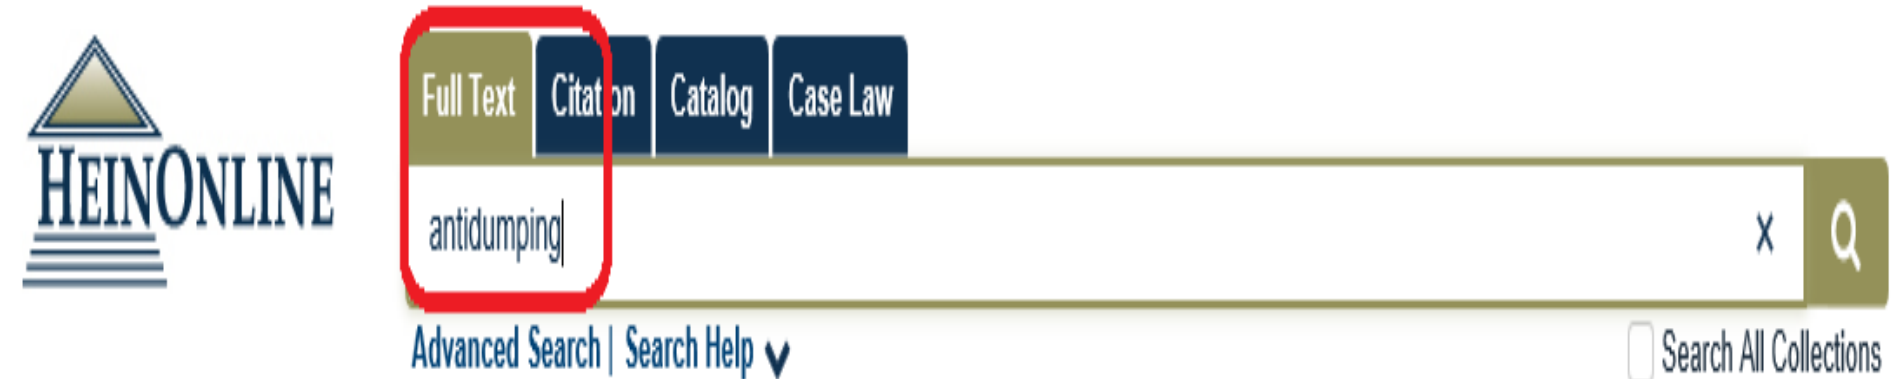 HEINONLINE
Full Text Citation Catalog Case Law
antidumping
Advanced Search | Search Help
Search All Collections